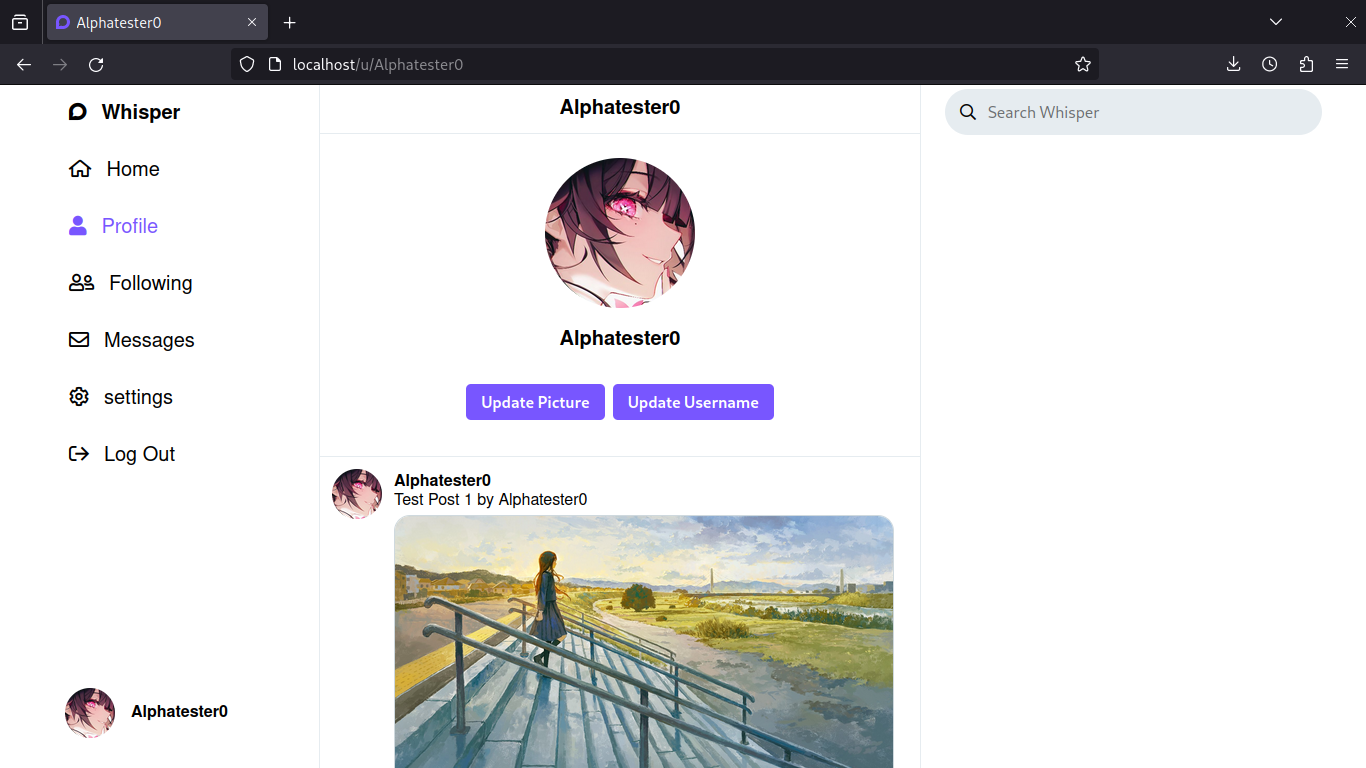 Alphatester0
localhost/u/Alphatester0
Whisper
Home
Profile
Following
Messages
settings
Log Out
Alphatester0
Alphatester0
Alphatester0
Update Picture Update Username
Alphatester0
Test Post 1 by Alphatester0
Search Whisper